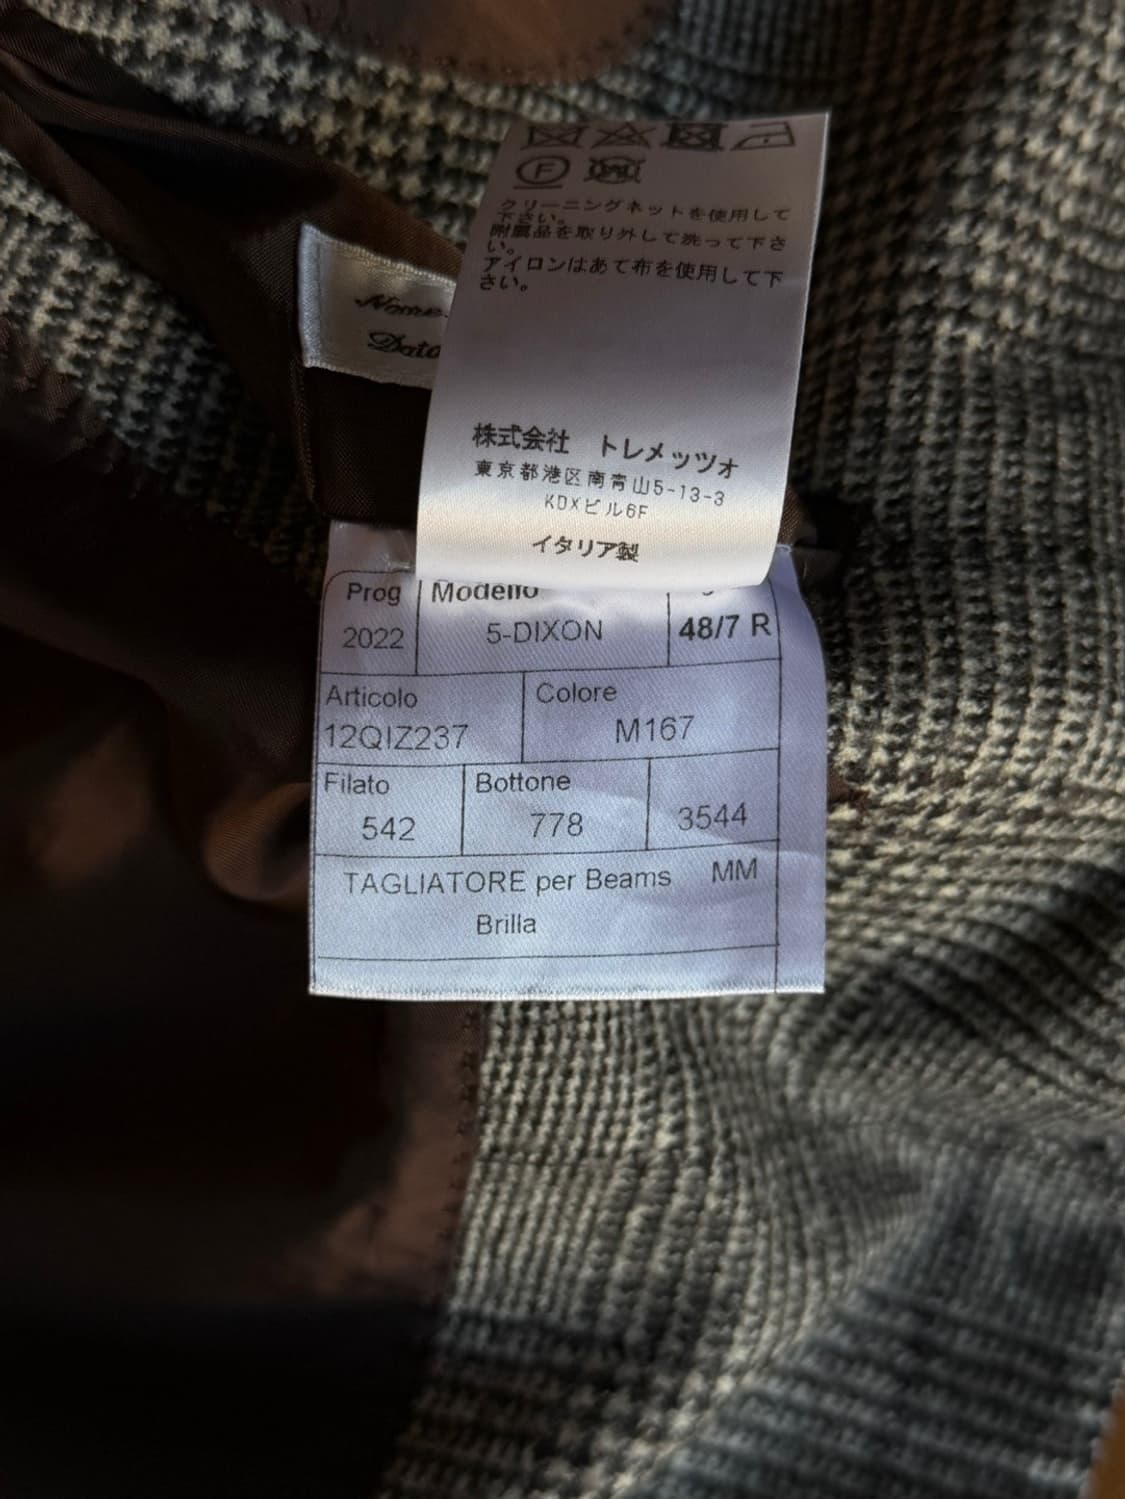 F
クリーニングネットを使用して
下さい。
附属品を取り外して洗って下さ
い。
アイロンはあて布を使用して下
さい。
Nome
Data
株式会社 トレメッツォ
東京都港区南青山5-13-3
KDXビル6F
イタリア製
Prog Modello
2022 5-DIXON 48/7 R
Articolo Colore
12QIZ237 M167
Filato Bottone
542 778 3544
TAGLIATORE per Beams MM
Brilla